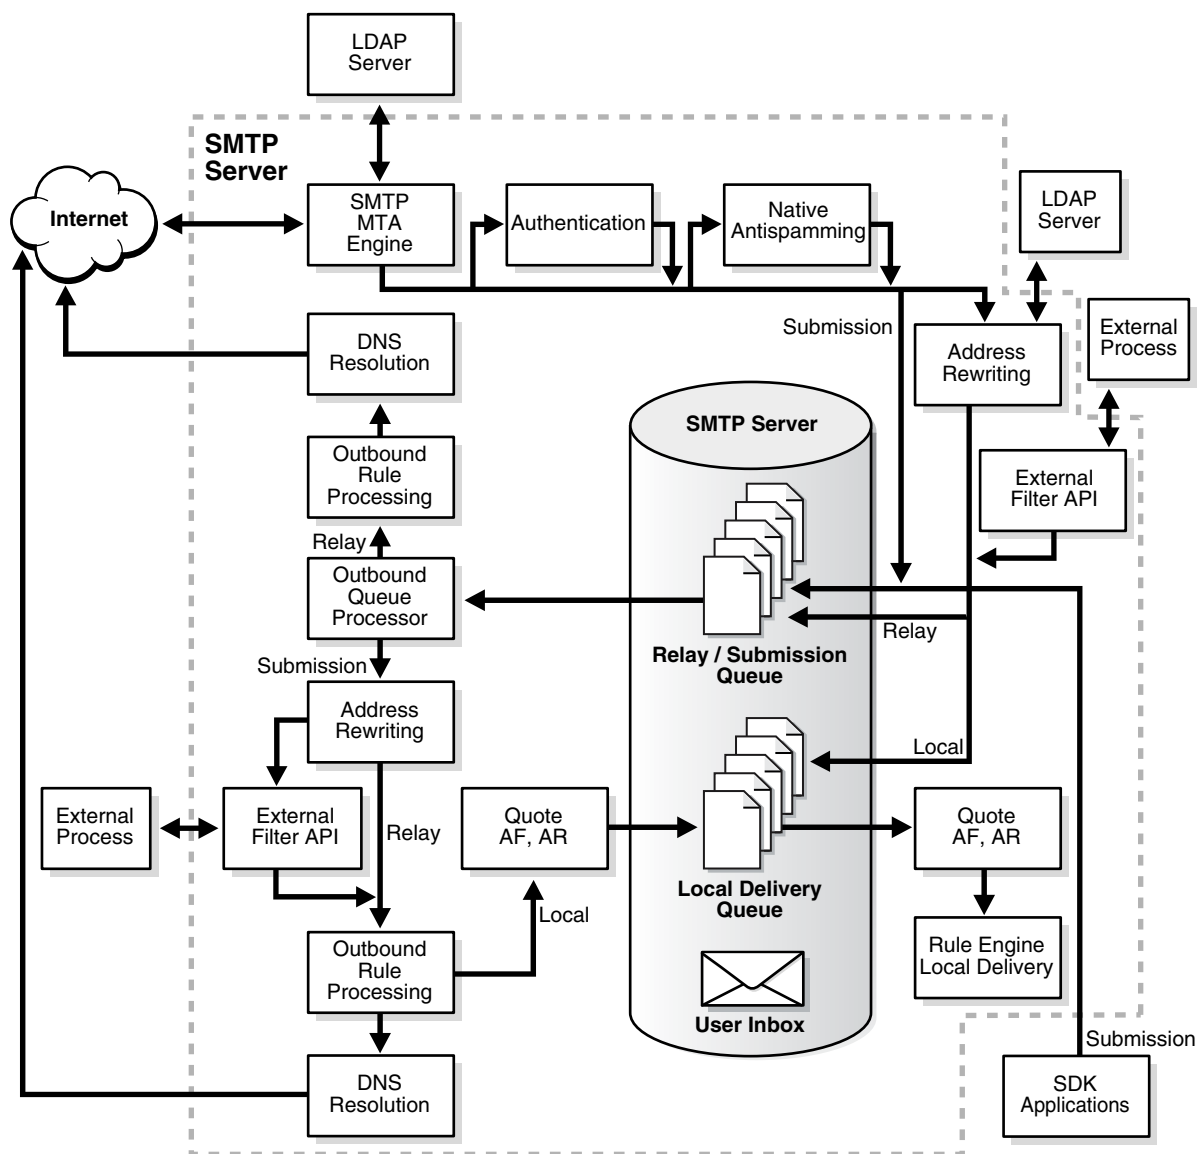 LDAP
Server
SMTP
Server
Internet
SMTP
MTA
Engine
Authentication
Native
Antispamming
LDAP
Server
Submission
External
Process
DNS
Resolution
Address
Rewriting
SMTP Server
Outbound
Rule
Processing
External
Filter API
Relay
Outbound
Queue
Processor
Relay
Relay / Submission
Queue
Submission
Address
Rewriting
Local
External
Process
External
Filter API
Relay
Quote
AF, AR
Quote
AF, AR
Local Delivery
Queue
Local
Outbound
Rule
Processing
Rule Engine
Local Delivery
User Inbox
Submission
DNS
Resolution
SDK
Applications